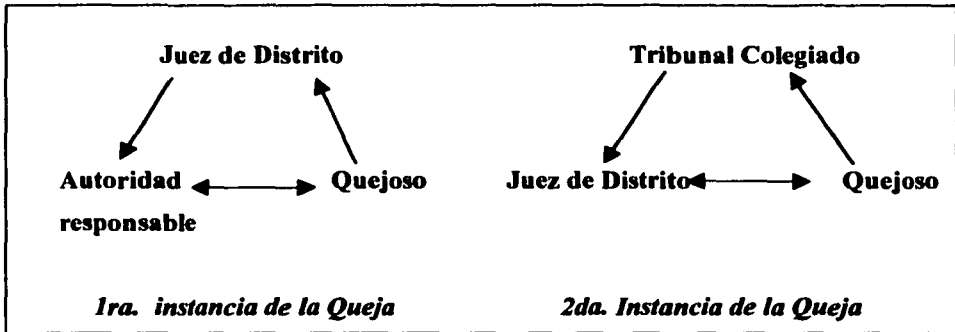 Juez de Distrito
Autoridad
responsable
Quejoso
1ra. instancia de la Queja
Tribunal Colegiado
Juez de Distrito
Quejoso
2da. Instancia de la Queja